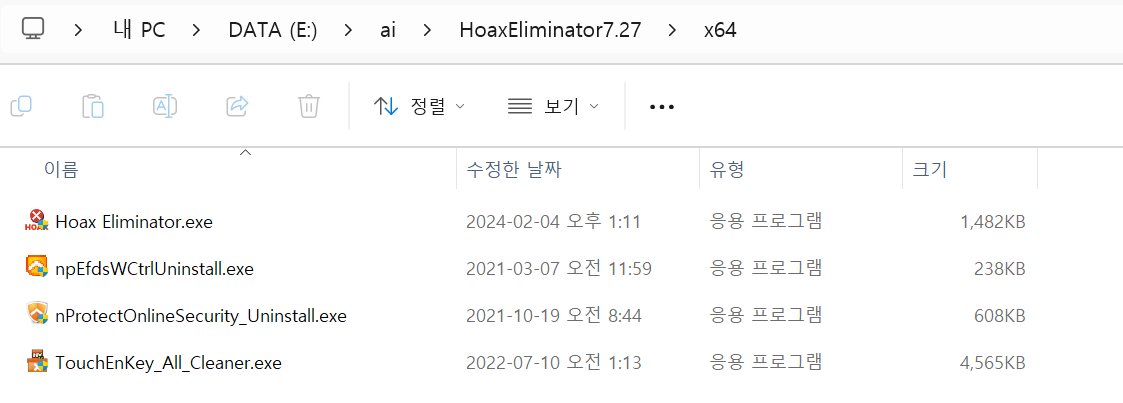 내 PC > DATA (E:) > ai > HoaxEliminator7.27 > x64
정렬 보기
이름 수정한 날짜 유형 크기
Hoax Eliminator.exe 2024-02-04 오후 1:11 응용 프로그램 1,482KB
npEfdsWCtrlUninstall.exe 2021-03-07 오전 11:59 응용 프로그램 238KB
nProtectOnlineSecurity_Uninstall.exe 2021-10-19 오전 8:44 응용 프로그램 608KB
TouchEnKey_All_Cleaner.exe 2022-07-10 오전 1:13 응용 프로그램 4,565KB